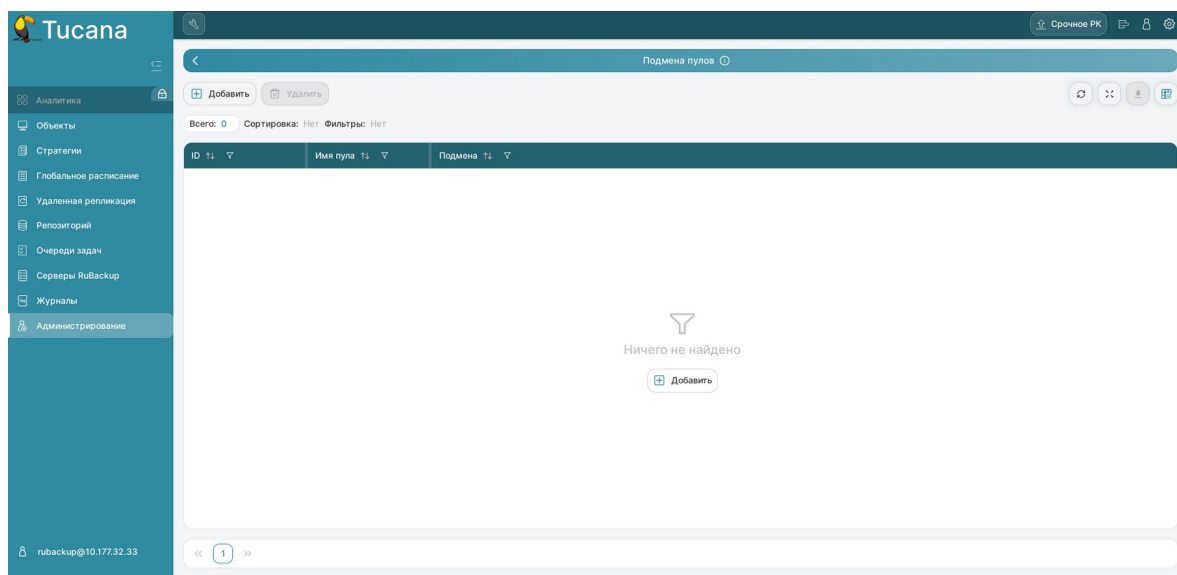 Tucana
Срочное РК
Подмена пулов
Добавить
Удалить
Аналитика
Всего: 0 Сортировка: Нет Фильтры: Нет
Объекты
Стратегии
ID Имя пула Подмена
Глобальное расписание
Удаленная репликация
Репозиторий
Очереди задач
Серверы RuBackup
Журналы
Администрирование
Ничего не найдено
Добавить
rubackup@10.177.32.33
« 1 »